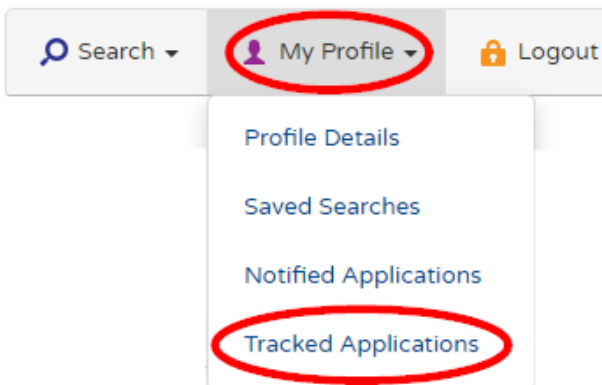 Search My Profile Logout
Profile Details
Saved Searches
Notified Applications
Tracked Applications